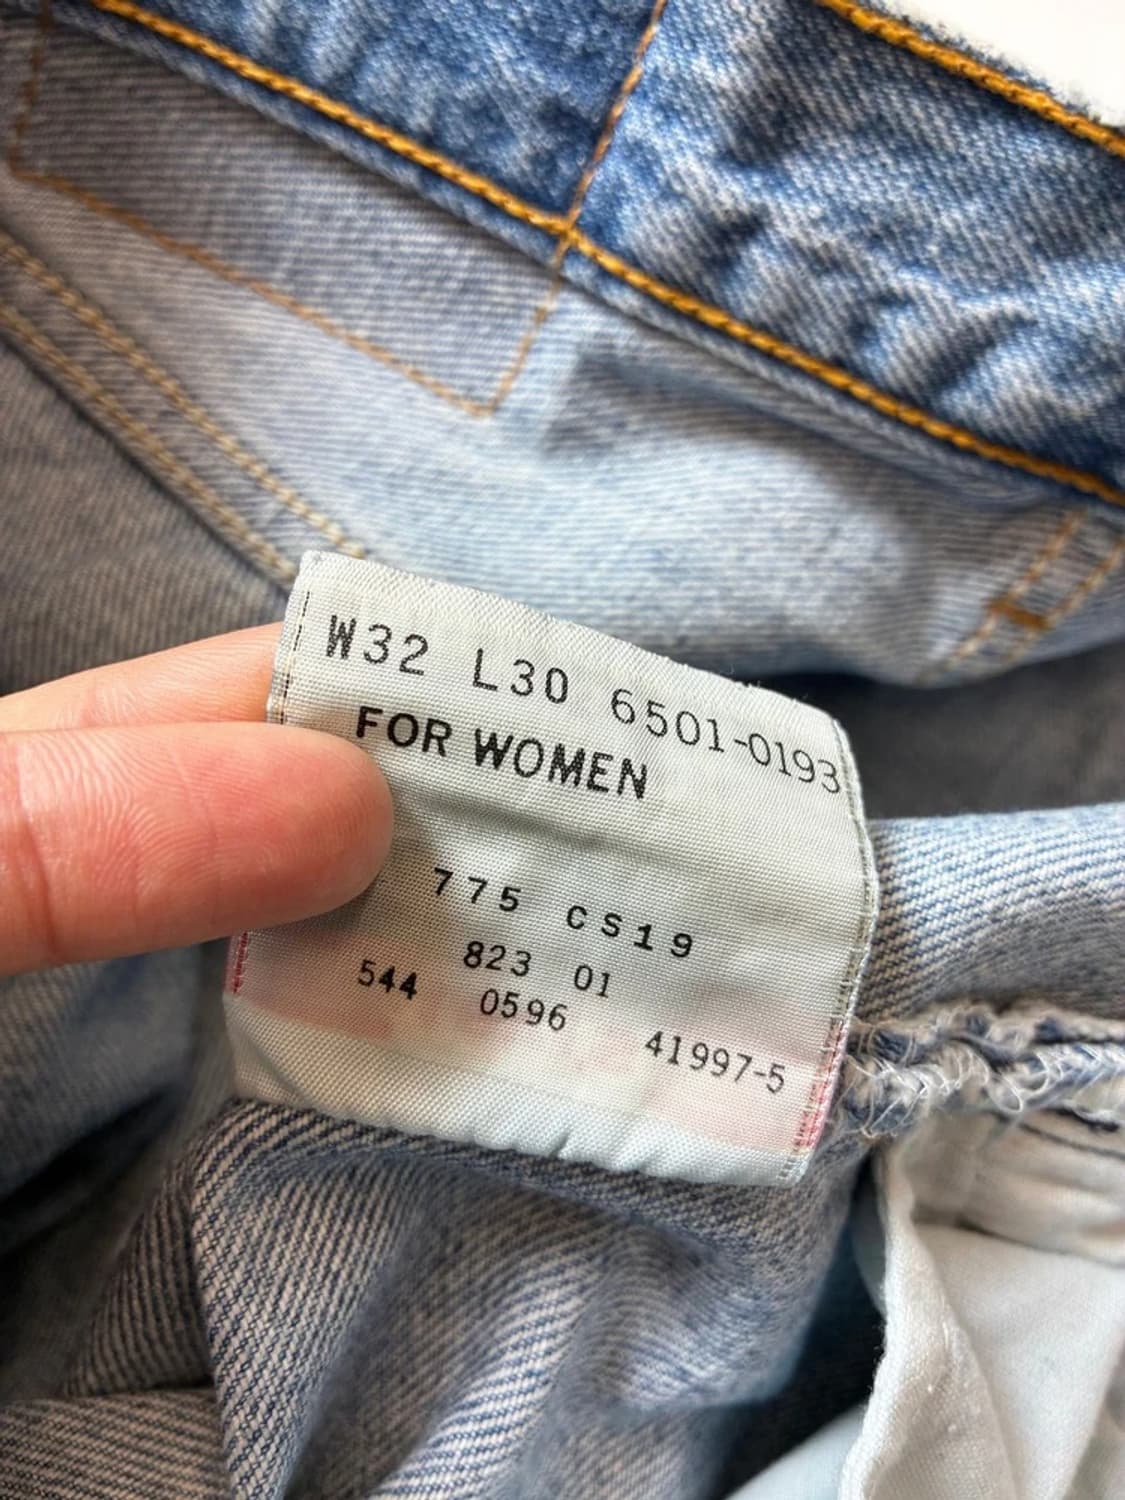 W32 L30 6501-0193
FOR WOMEN
775 CS19
823 01
544 0596 41997-5